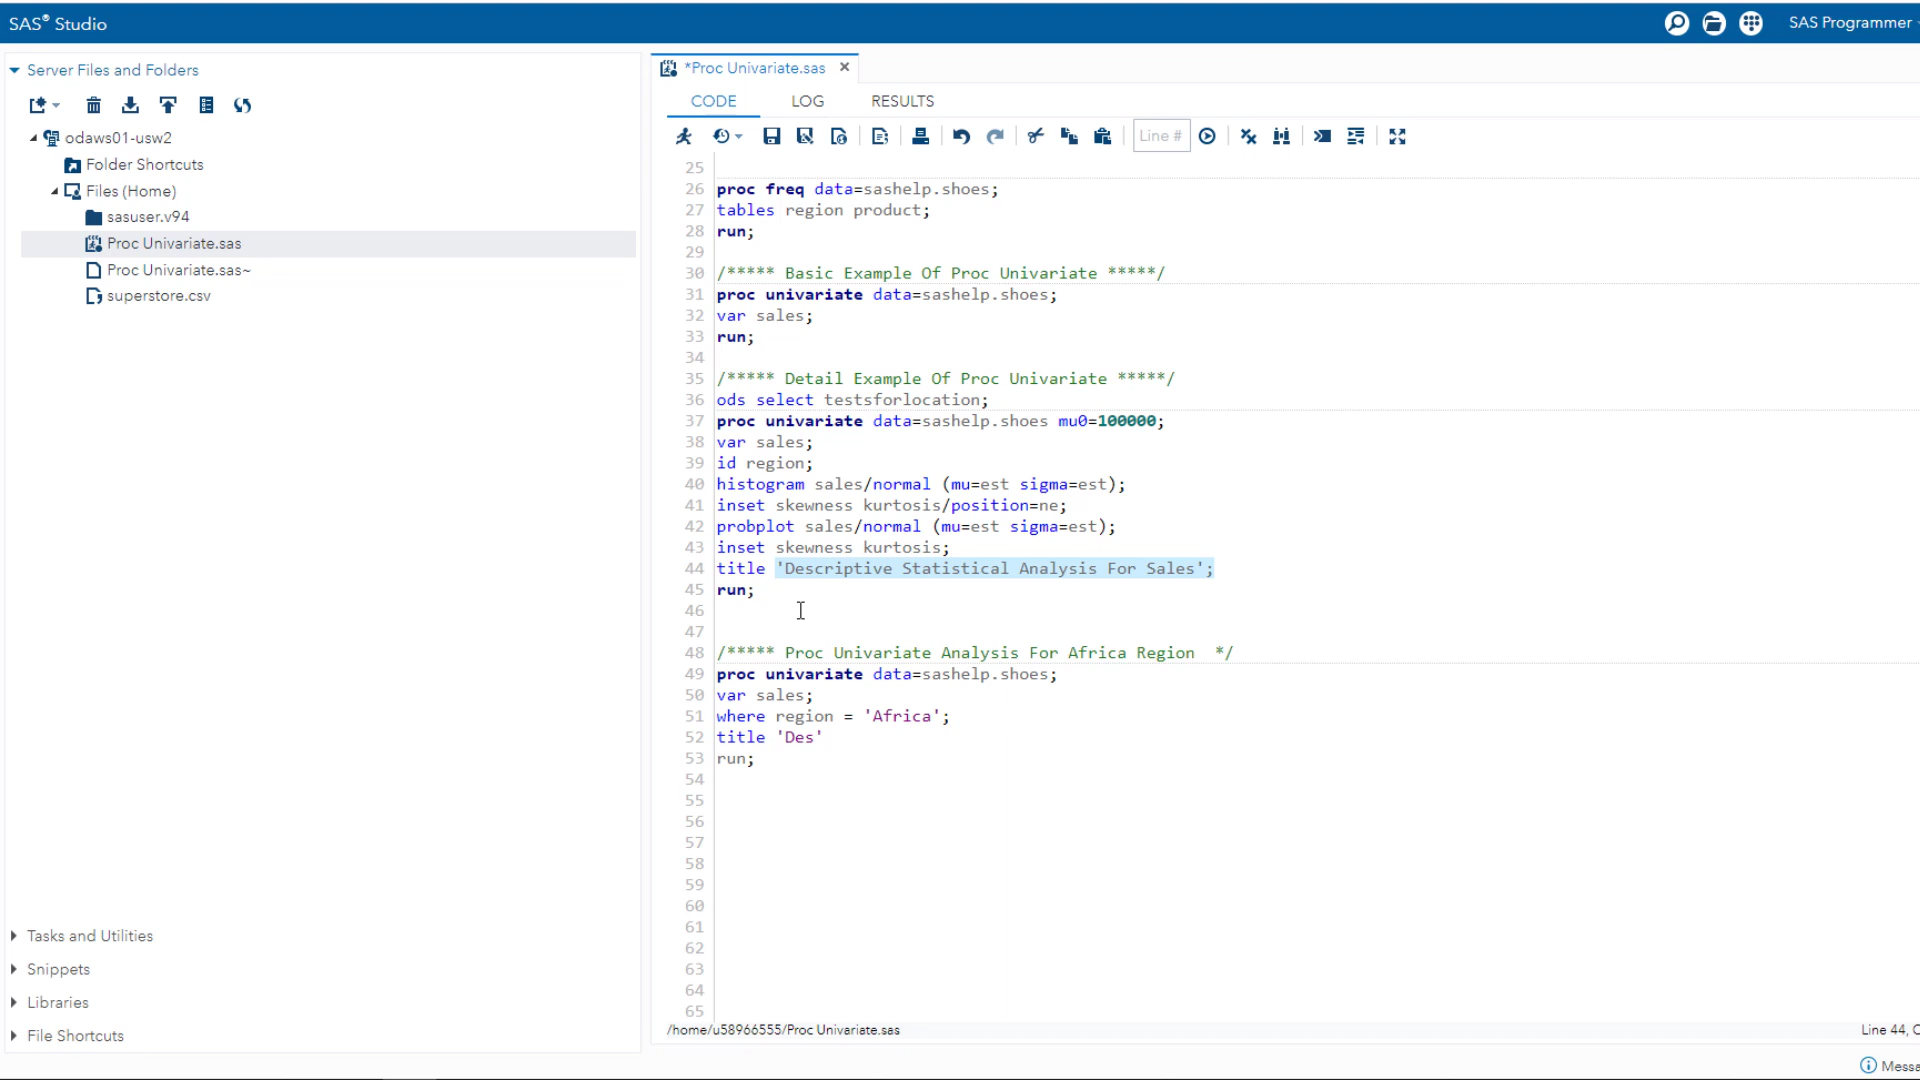 SAS® Studio
SAS Programmer
Server Files and Folders
odaws01-usw2
Folder Shortcuts
Files (Home)
sasuser.v94
Proc Univariate.sas
Proc Univariate.sas~
superstore.csv
Tasks and Utilities
Snippets
Libraries
File Shortcuts
*Proc Univariate.sas
CODE LOG RESULTS
Line #
25
26 proc freq data=sashelp.shoes;
27 tables region product;
28 run;
29
30 /***** Basic Example Of Proc Univariate *****/
31 proc univariate data=sashelp.shoes;
32 var sales;
33 run;
34
35 /***** Detail Example Of Proc Univariate *****/
36 ods select testsforlocation;
37 proc univariate data=sashelp.shoes mu0=100000;
38 var sales;
39 id region;
40 histogram sales/normal (mu=est sigma=est);
41 inset skewness kurtosis/position=ne;
42 probplot sales/normal (mu=est sigma=est);
43 inset skewness kurtosis;
44 title 'Descriptive Statistical Analysis For Sales';
45 run;
46
47
48 /***** Proc Univariate Analysis For Africa Region  */
49 proc univariate data=sashelp.shoes;
50 var sales;
51 where region = 'Africa';
52 title 'Des'
53 run;
54
55
56
57
58
59
60
61
62
63
64
65
/home/u58966555/Proc Univariate.sas
Line 44, C
Messa